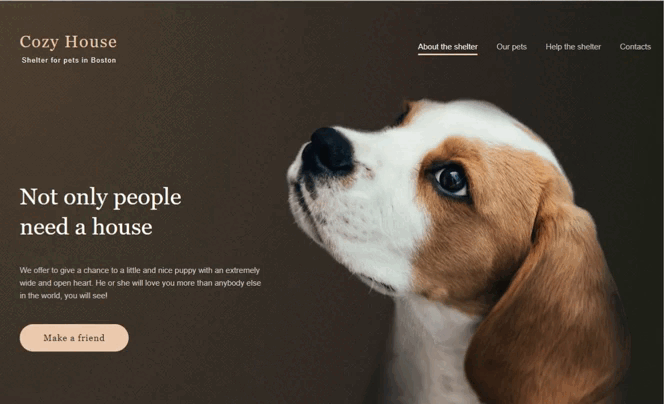 Cozy House
Shelter for pets in Boston
About the shelter Our pets Help the shelter Contacts
Not only people
need a house
We offer to give a chance to a little and nice puppy with an extremely
wide and open heart. He or she will love you more than anybody else
in the world, you will see!
Make a friend